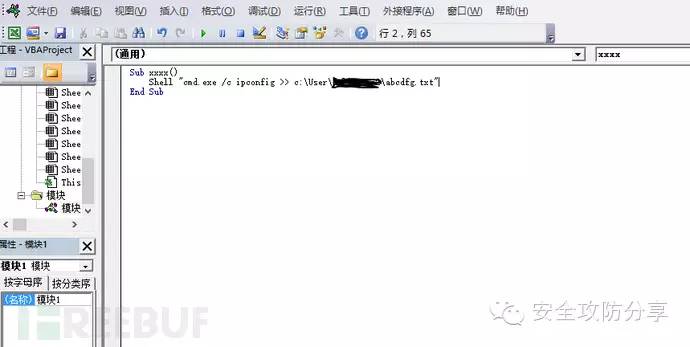 文件(F) 编辑(E) 视图(V) 插入(I) 格式(O) 调试(D) 运行(R) 工具(T) 外接程序(A) 窗口(W) 帮助(H)
行 2, 列 65
工程 - VBAProject
(通用)
xxxx
Sub xxxx()
Shell "cmd.exe /c ipconfig >> c:\User\
\abcdfg.txt"
End Sub
Shee
Shee
Shee
Shee
Shee
Shee
This
模块
模块
属性 - 模块1
模块1 模块
按字母序 按分类序
(名称) 模块1
REEBUF
安全攻防分享